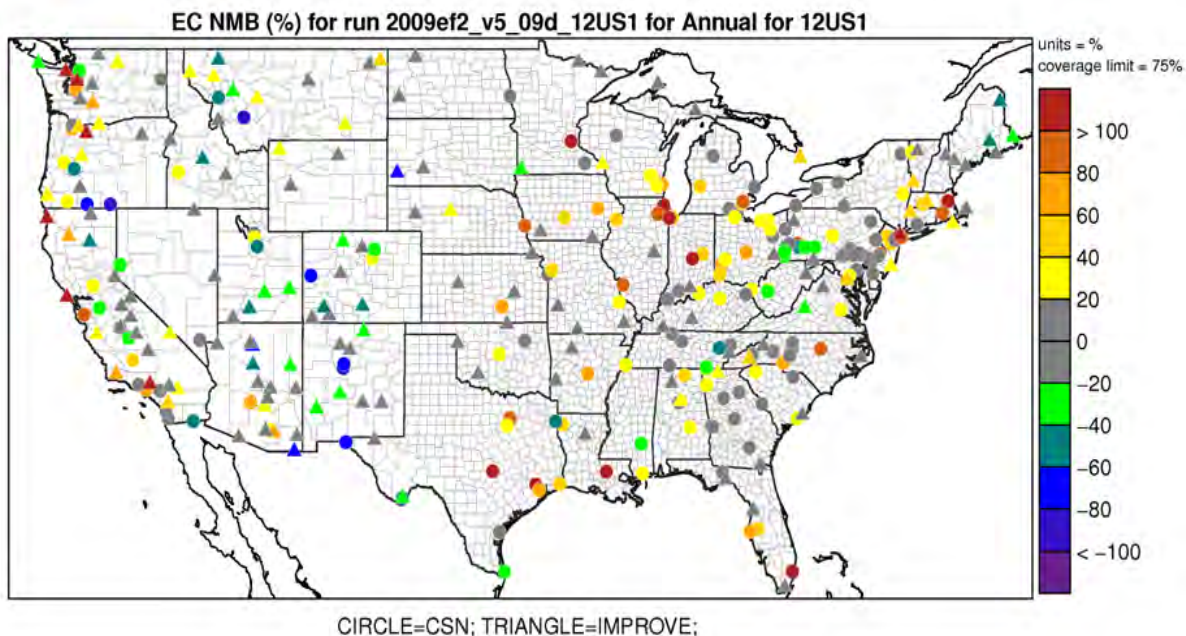 EC NMB (%) for run 2009ef2_v5_09d_12US1 for Annual for 12US1
units = %
coverage limit = 75%
> 100
80
60
40
20
0
−20
−40
−60
−80
< −100
CIRCLE=CSN; TRIANGLE=IMPROVE;